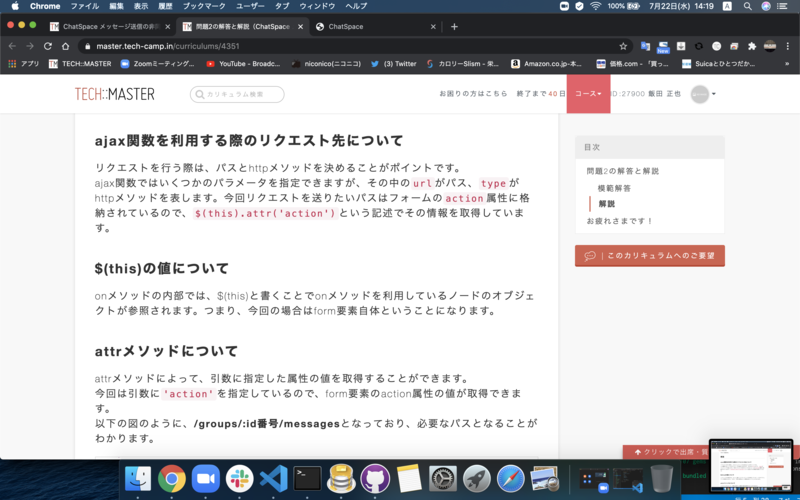 Chrome ファイル 編集 表示 履歴 ブックマーク ユーザー タブ ウィンドウ ヘルプ 100% A 7月22日(水) 14:19
ChatSpace メッセージ送信の非同 問題2の解答と解説 (ChatSpace ChatSpace
master.tech-camp.in/curriculums/4351 New
アプリ TECH::MASTER Zoomミーティング... YouTube - Broadc... niconico(ニコニコ) (3) Twitter カロリーSlism - 栄... Amazon.co.jp-本... 価格.com - 「買っ... Suicaとひとつだか... »
TECH::MASTER カリキュラム検索 お困りの方はこちら 終了まで40日 コース ID:27900 飯田 正也
ajax関数を利用する際のリクエスト先について
リクエストを行う際は、パスとhttpメソッドを決めることがポイントです。
ajax関数ではいくつかのパラメータを指定できますが、その中のurlがパス、typeが
httpメソッドを表します。今回リクエストを送りたいパスはフォームのaction属性に格
納されているので、$(this).attr('action')という記述でその情報を取得していま
す。
$(this)の値について
onメソッドの内部では、$(this)と書くことでonメソッドを利用しているノードのオブジェ
クトが参照されます。つまり、今回の場合はform要素自体ということになります。
attrメソッドについて
attrメソッドによって、引数に指定した属性の値を取得することができます。
今回は引数に'action'を指定しているので、form要素のaction属性の値が取得できま
す。
以下の図のように、/groups/:id番号/messagesとなっており、必要なパスとなることが
わかります。
目次
問題2の解答と解説
模範解答
解説
お疲れさまです！
| このカリキュラムへのご要望
クリックで出席・質